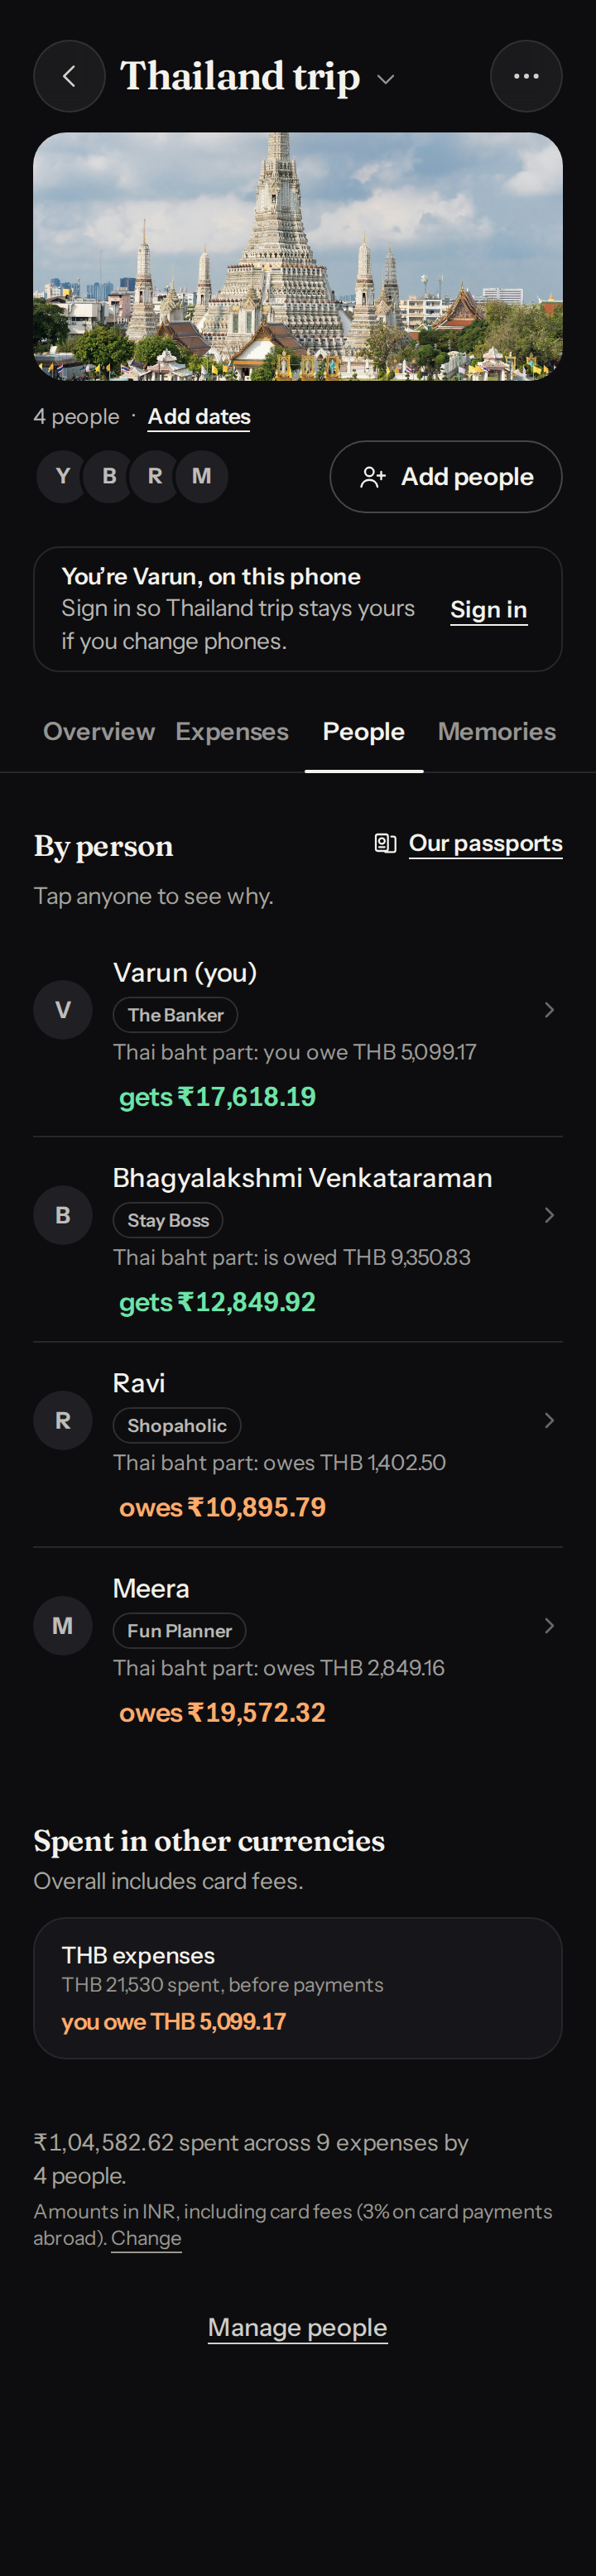 Thailand trip
4 people · Add dates
Y B R M
Add people
You’re Varun, on this phone
Sign in so Thailand trip stays yours
if you change phones.
Sign in
Overview Expenses People Memories
By person
Our passports
Tap anyone to see why.
V
Varun (you)
The Banker
Thai baht part: you owe THB 5,099.17
gets ₹17,618.19
B
Bhagyalakshmi Venkataraman
Stay Boss
Thai baht part: is owed THB 9,350.83
gets ₹12,849.92
R
Ravi
Shopaholic
Thai baht part: owes THB 1,402.50
owes ₹10,895.79
M
Meera
Fun Planner
Thai baht part: owes THB 2,849.16
owes ₹19,572.32
Spent in other currencies
Overall includes card fees.
THB expenses
THB 21,530 spent, before payments
you owe THB 5,099.17
₹1,04,582.62 spent across 9 expenses by
4 people.
Amounts in INR, including card fees (3% on card payments
abroad). Change
Manage people